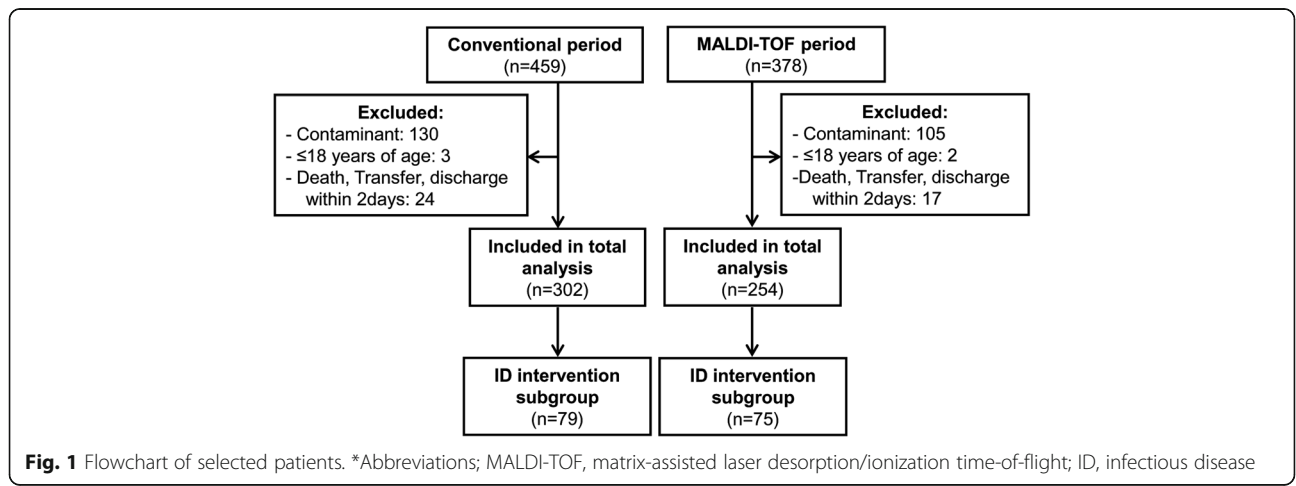 Conventional period
(n=459)
MALDI-TOF period
(n=378)
Excluded:
- Contaminant: 130
- ≤18 years of age: 3
- Death, Transfer, discharge
within 2days: 24
Excluded:
- Contaminant: 105
- ≤18 years of age: 2
-Death, Transfer, discharge
within 2days: 17
Included in total
analysis
(n=302)
Included in total
analysis
(n=254)
ID intervention
subgroup
(n=79)
ID intervention
subgroup
(n=75)
Fig. 1 Flowchart of selected patients. *Abbreviations; MALDI-TOF, matrix-assisted laser desorption/ionization time-of-flight; ID, infectious disease